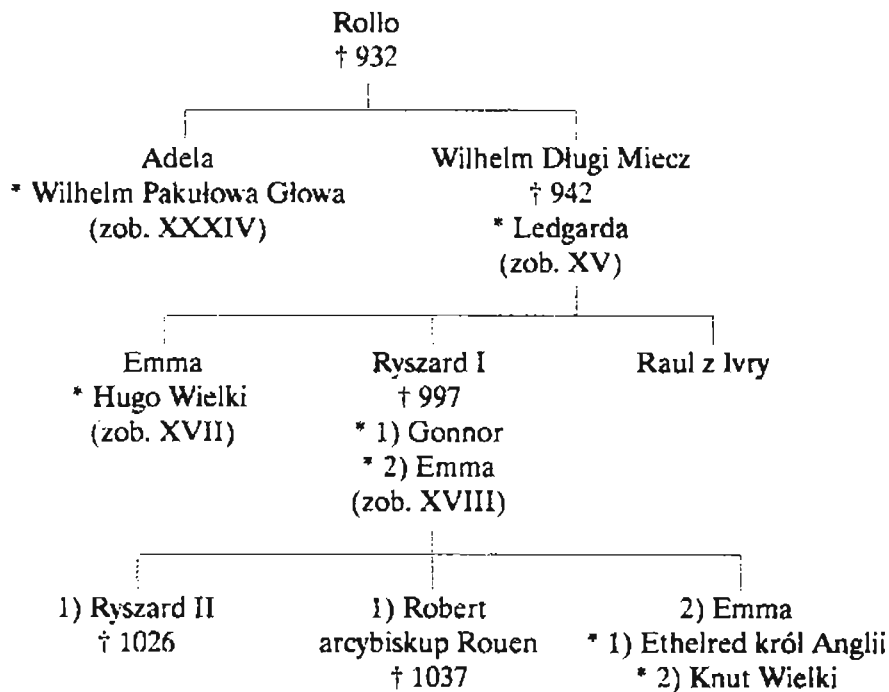 Rollo
† 932
Adela
* Wilhelm Pakułowa Głowa
(zob. XXXIV)
Wilhelm Długi Miecz
† 942
* Ledgarda
(zob. XV)
Emma
* Hugo Wielki
(zob. XVII)
Ryszard I
† 997
* 1) Gonnor
* 2) Emma
(zob. XVIII)
Raul z Ivry
1) Ryszard II
† 1026
1) Robert
arcybiskup Rouen
† 1037
2) Emma
* 1) Ethelred król Anglii
* 2) Knut Wielki